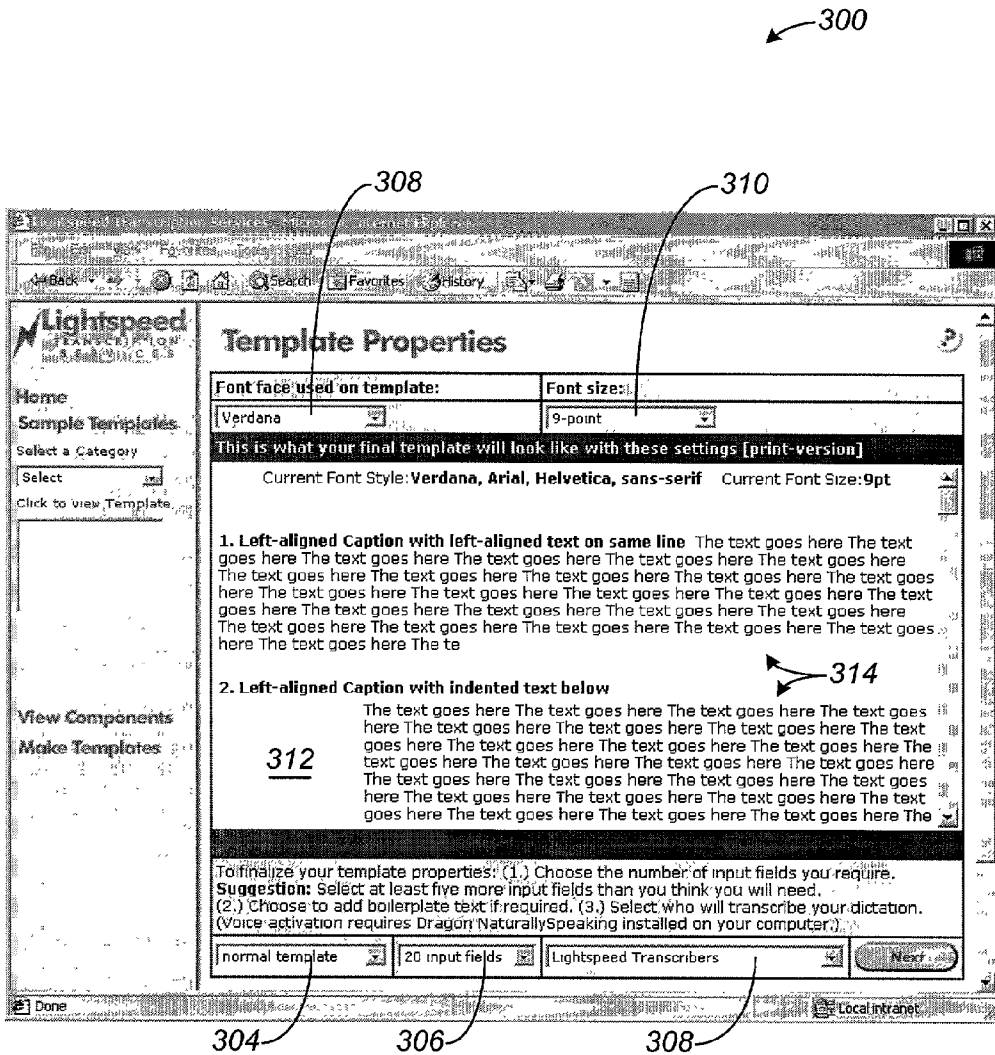 300
308
310
Back Search Favorites History
Lightspeed
TRANSCRIPTION
SERVICES
Home
Sample Templates
Select a Category
Select
Click to view Template
View Components
Make Templates
Template Properties
?
Font face used on template: Font size:
Verdana 9-point
This is what your final template will look like with these settings [print-version]
Current Font Style: Verdana, Arial, Helvetica, sans-serif Current Font Size:9pt
1. Left-aligned Caption with left-aligned text on same line The text goes here The text
goes here The text goes here The text goes here The text goes here The text goes here
The text goes here The text goes here The text goes here The text goes here The text goes
here The text goes here The text goes here The text goes here The text goes here The text
goes here The text goes here The text goes here The text goes here The text goes here
The text goes here The text goes here The text goes here The text goes here The text goes
here The text goes here The te
314
2. Left-aligned Caption with indented text below
The text goes here The text goes here The text goes here The text goes
here The text goes here The text goes here The text goes here The text
goes here The text goes here The text goes here The text goes here The
text goes here The text goes here The text goes here The text goes here
The text goes here The text goes here The text goes here The text goes
here The text goes here The text goes here The text goes here The text
goes here The text goes here The text goes here The text goes here The
312
To finalize your template properties: (1.) Choose the number of input fields you require.
Suggestion: Select at least five more input fields than you think you will need.
(2.) Choose to add boilerplate text if required. (3.) Select who will transcribe your dictation.
(Voice activation requires Dragon NaturallySpeaking installed on your computer.)
normal template 20 input fields Lightspeed Transcribers Next
Done Local intranet
304 306 308